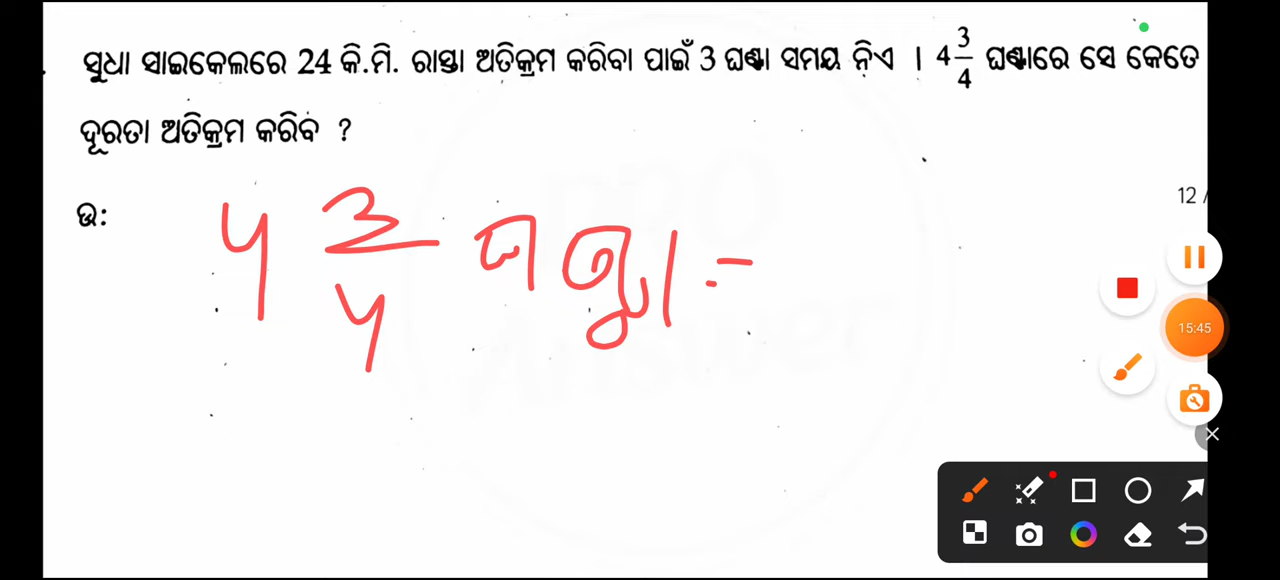 ସୁଧା ସାଇକେଲରେ 24 କି.ମି. ରାସ୍ତା ଅତିକ୍ରମ କରିବା ପାଇଁ 3 ଘଣ୍ଟା ସମୟ ନିଏ । 4 3/4 ଘଣ୍ଟାରେ ସେ କେତେ
ଦୂରତା ଅତିକ୍ରମ କରିବ ?
12 /
ଉ:
4 3/4 ଘଣ୍ଟା =
15:45